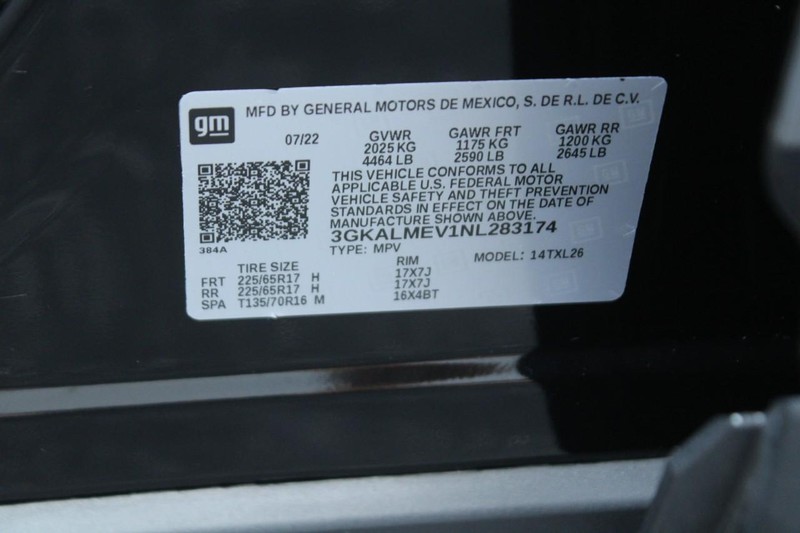 gm
MFD BY GENERAL MOTORS DE MEXICO, S. DE R.L. DE C.V.
07/22 GVWR GAWR FRT GAWR RR
2025 KG 1175 KG 1200 KG
4464 LB 2590 LB 2645 LB
THIS VEHICLE CONFORMS TO ALL
APPLICABLE U.S. FEDERAL MOTOR
VEHICLE SAFETY AND THEFT PREVENTION
STANDARDS IN EFFECT ON THE DATE OF
MANUFACTURE SHOWN ABOVE.
3GKALMEV1NL283174
384A
TYPE: MPV MODEL: 14TXL26
TIRE SIZE RIM
FRT 225/65R17 H 17X7J
RR 225/65R17 H 17X7J
SPA T135/70R16 M 16X4BT